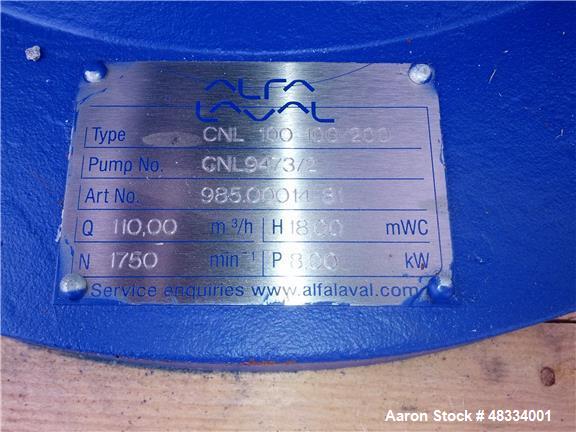 ALFA
LAVAL
Type CNL 100-100/200
Pump No. CNL9473/2
Art No. 985.00014-81
Q 110,00 m³/h H 18.00 mWC
N 1750 min⁻¹ P 8.00 kW
Service enquiries www.alfalaval.com
Aaron Stock # 48334001